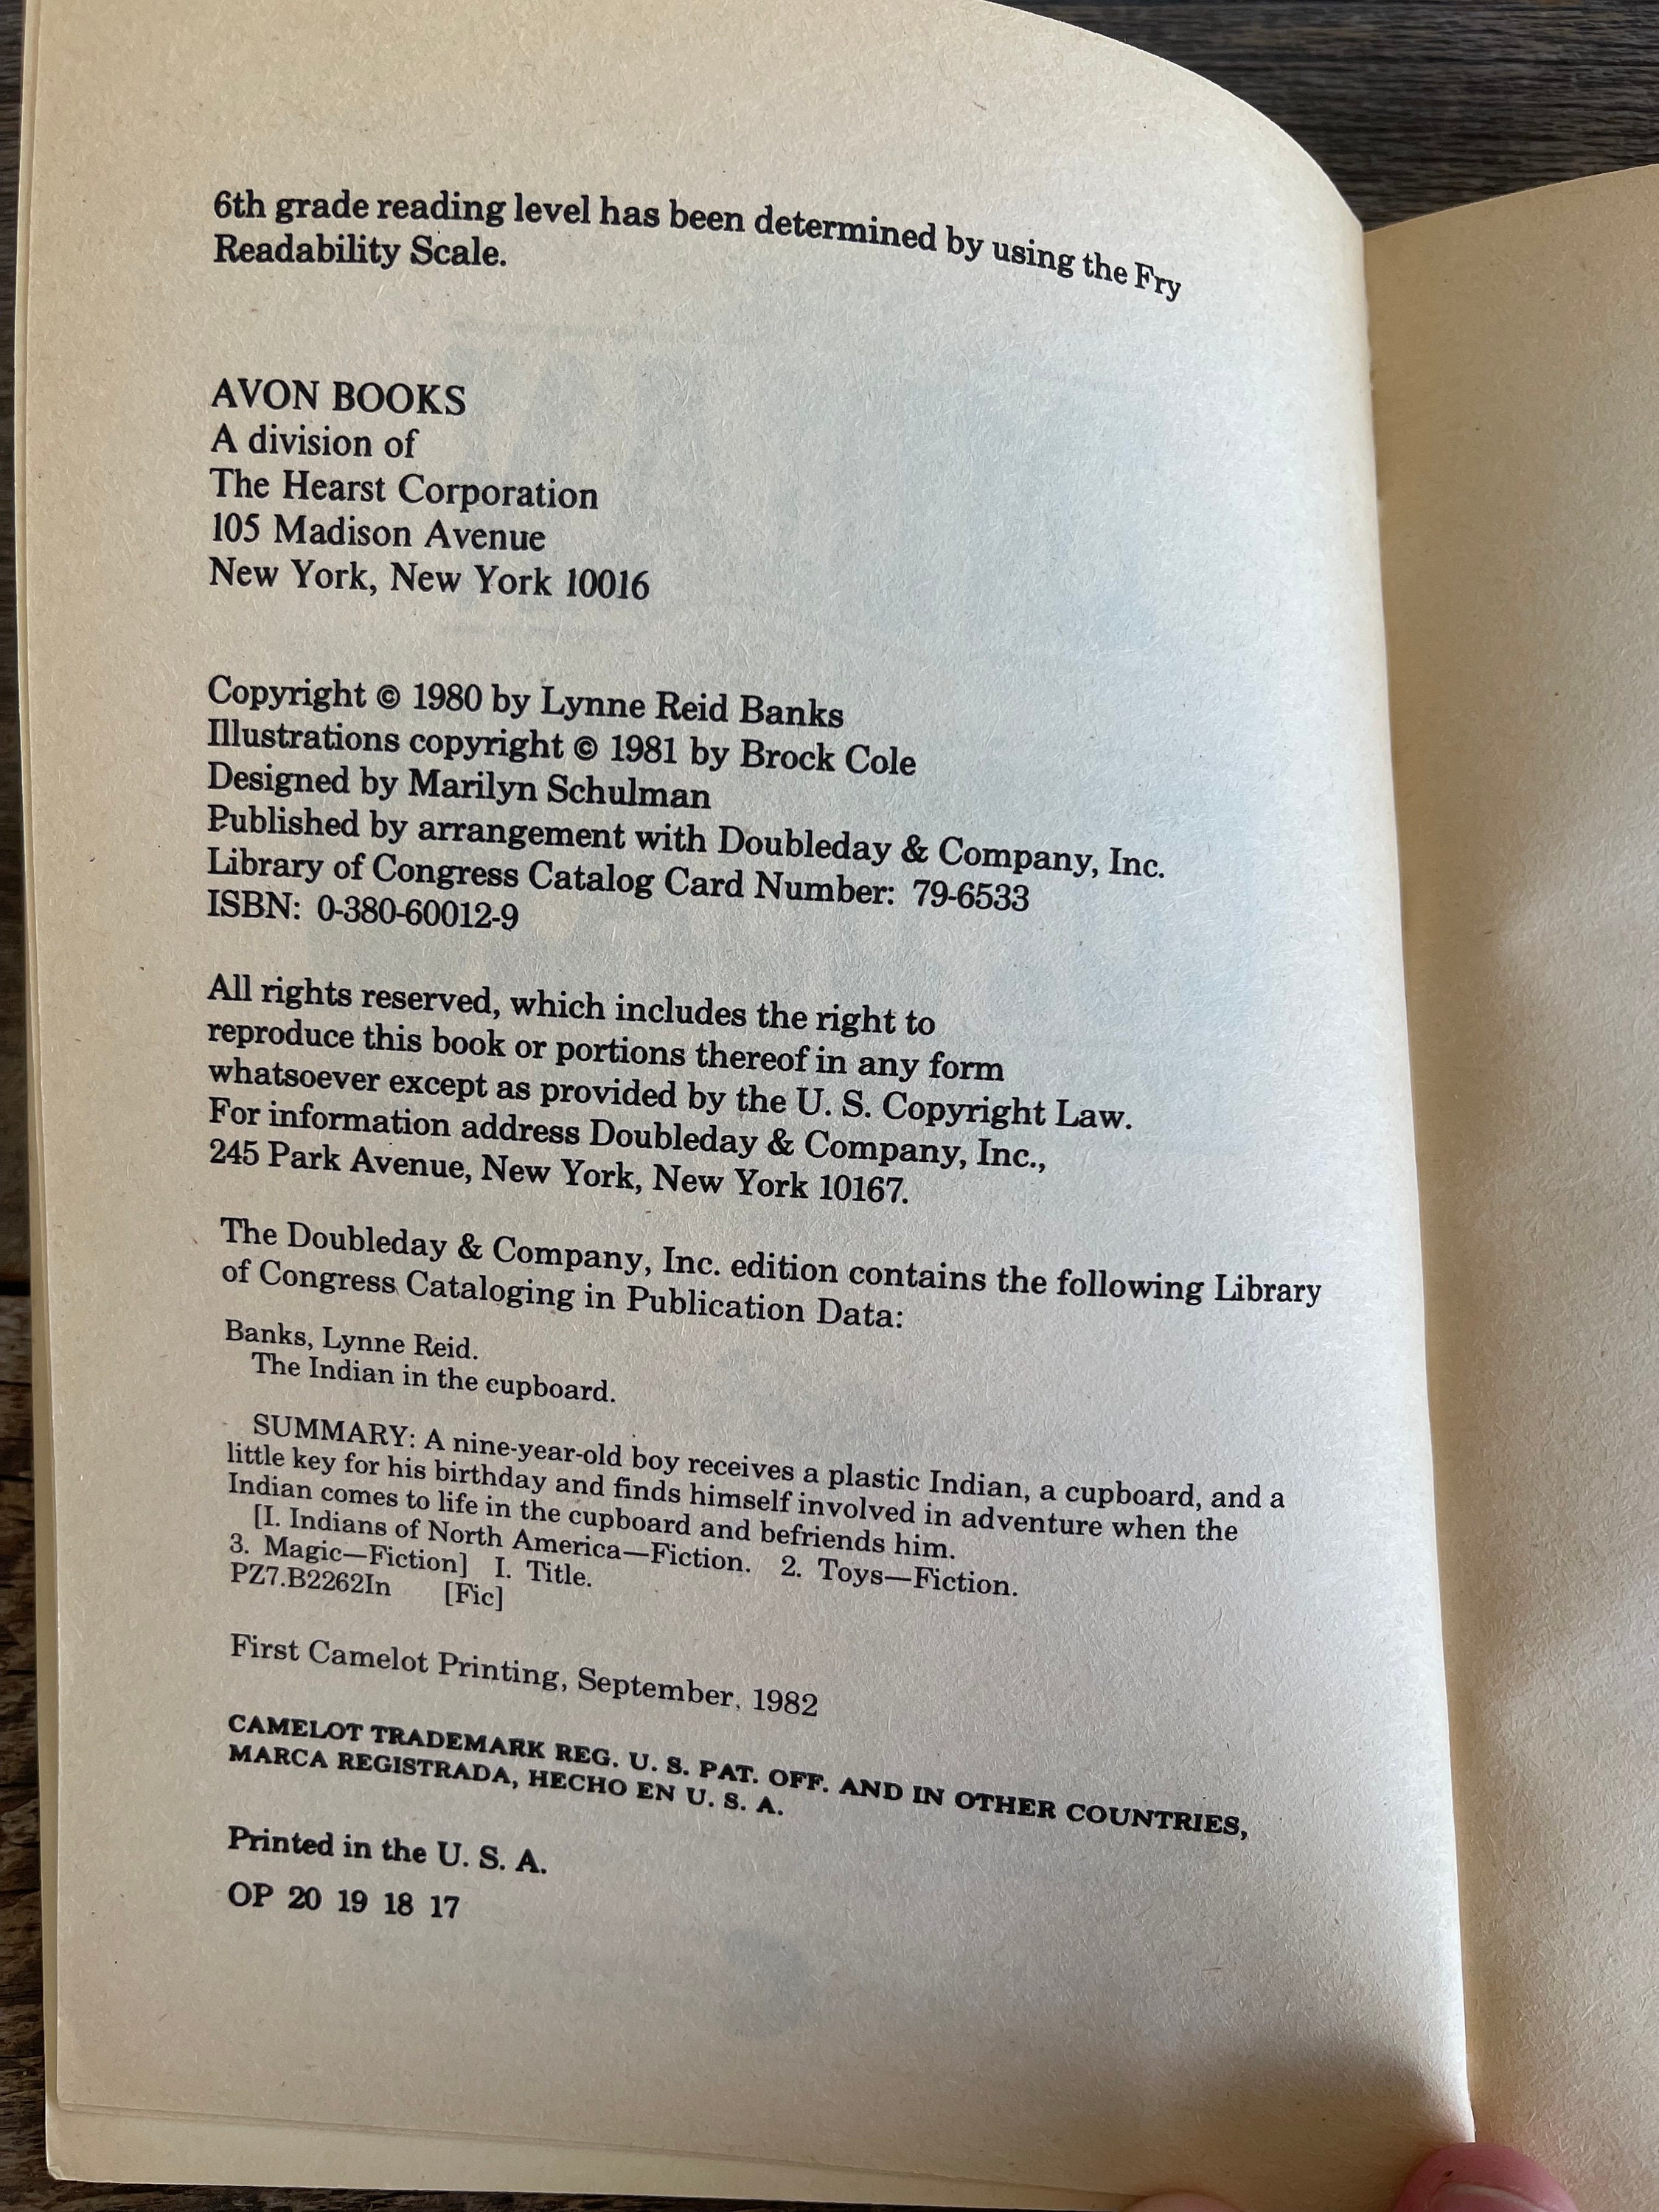 6th grade reading level has been determined by using the Fry
Readability Scale.
AVON BOOKS
A division of
The Hearst Corporation
105 Madison Avenue
New York, New York 10016
Copyright © 1980 by Lynne Reid Banks
Illustrations copyright © 1981 by Brock Cole
Designed by Marilyn Schulman
Published by arrangement with Doubleday & Company, Inc.
Library of Congress Catalog Card Number: 79-6533
ISBN: 0-380-60012-9
All rights reserved, which includes the right to
reproduce this book or portions thereof in any form
whatsoever except as provided by the U. S. Copyright Law.
For information address Doubleday & Company, Inc.,
245 Park Avenue, New York, New York 10167.
The Doubleday & Company, Inc. edition contains the following Library
of Congress Cataloging in Publication Data:
Banks, Lynne Reid.
The Indian in the cupboard.
SUMMARY: A nine-year-old boy receives a plastic Indian, a cupboard, and a
little key for his birthday and finds himself involved in adventure when the
Indian comes to life in the cupboard and befriends him.
[I. Indians of North America—Fiction. 2. Toys—Fiction.
3. Magic—Fiction] I. Title.
PZ7.B2262In [Fic]
First Camelot Printing, September, 1982
CAMELOT TRADEMARK REG. U. S. PAT. OFF. AND IN OTHER COUNTRIES,
MARCA REGISTRADA, HECHO EN U. S. A.
Printed in the U. S. A.
OP 20 19 18 17